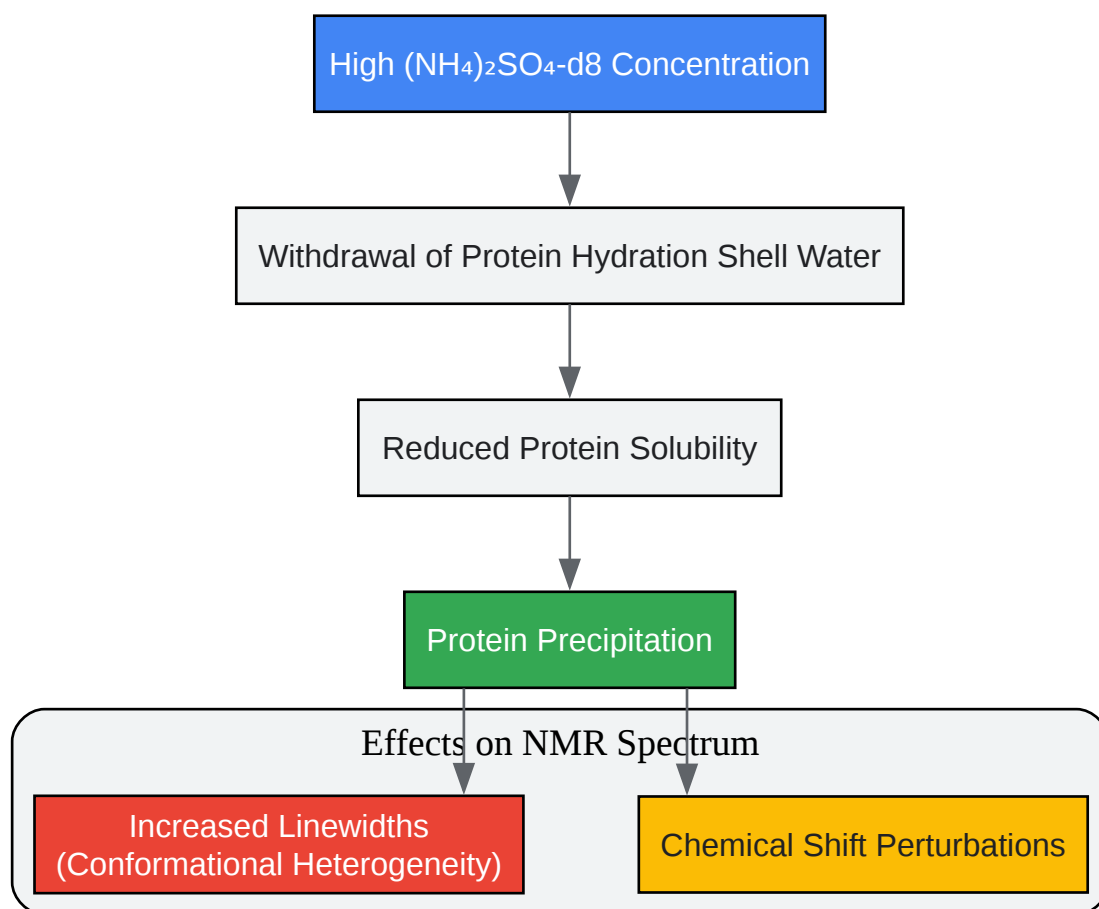 High (NH₄)₂SO₄-d8 Concentration
Withdrawal of Protein Hydration Shell Water
Reduced Protein Solubility
Protein Precipitation
Effects on NMR Spectrum
Increased Linewidths
(Conformational Heterogeneity)
Chemical Shift Perturbations